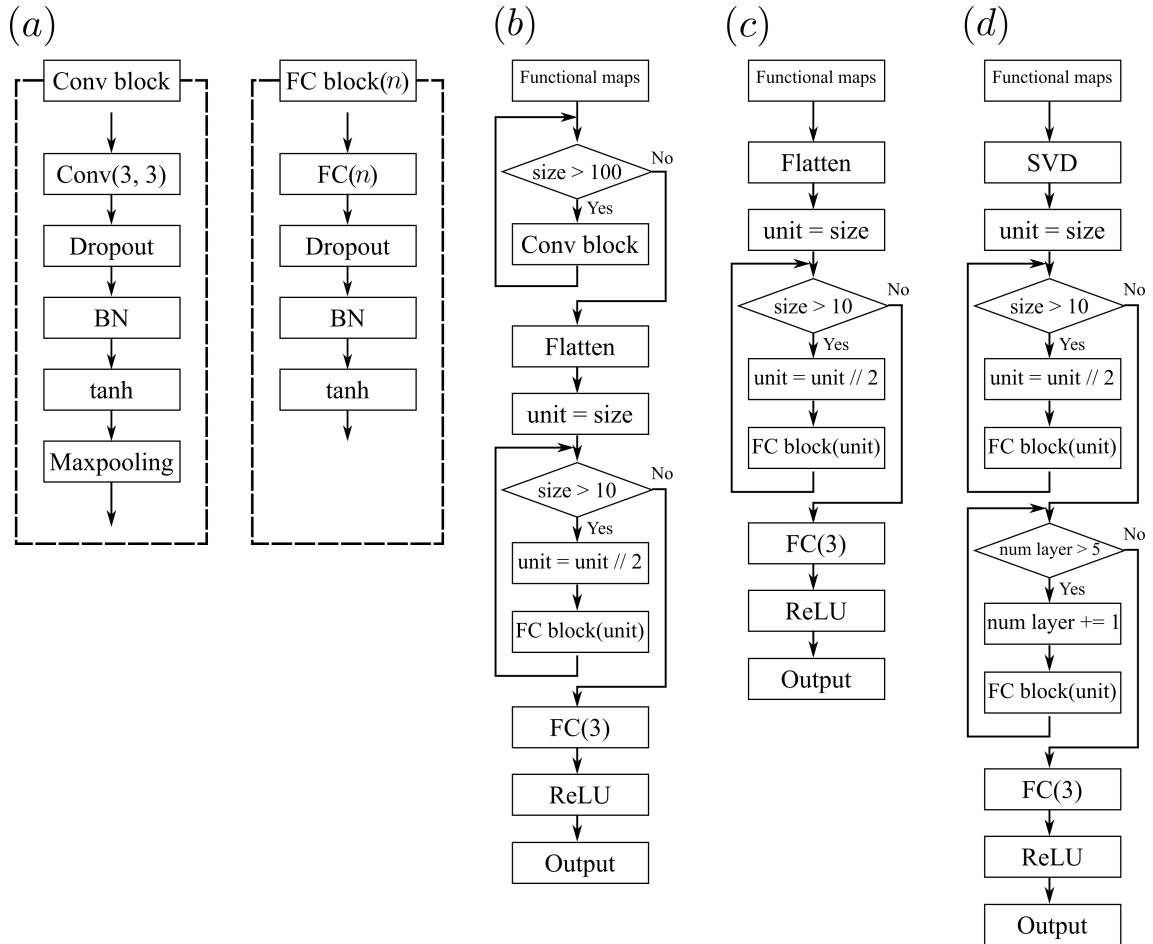 (a)
Conv block
Conv(3, 3)
Dropout
BN
tanh
Maxpooling
FC block(n)
FC(n)
Dropout
BN
tanh
(b)
Functional maps
size > 100
No
Yes
Conv block
Flatten
unit = size
size > 10
No
Yes
unit = unit // 2
FC block(unit)
FC(3)
ReLU
Output
(c)
Functional maps
Flatten
unit = size
size > 10
No
Yes
unit = unit // 2
FC block(unit)
FC(3)
ReLU
Output
(d)
Functional maps
SVD
unit = size
size > 10
No
Yes
unit = unit // 2
FC block(unit)
num layer > 5
No
Yes
num layer += 1
FC block(unit)
FC(3)
ReLU
Output